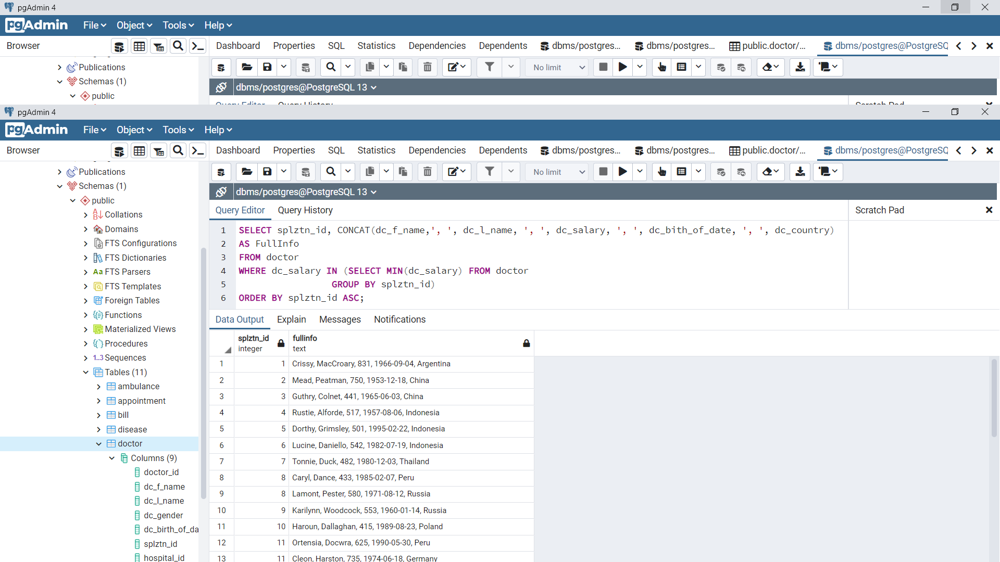 pgAdmin 4
pgAdmin File Object Tools Help
Browser
Dashboard Properties SQL Statistics Dependencies Dependents dbms/postgres... dbms/postgres... public.doctor/... dbms/postgres@PostgreSQ
No limit
Publications
Schemas (1)
public
dbms/postgres@PostgreSQL 13
Query Editor Query History
Scratch Pad
pgAdmin 4
pgAdmin File Object Tools Help
Browser
Dashboard Properties SQL Statistics Dependencies Dependents dbms/postgres... dbms/postgres... public.doctor/... dbms/postgres@PostgreSQ
No limit
Publications
Schemas (1)
public
Collations
Domains
FTS Configurations
FTS Dictionaries
Aa FTS Parsers
FTS Templates
Foreign Tables
Functions
Materialized Views
Procedures
1..3 Sequences
Tables (11)
ambulance
appointment
bill
disease
doctor
Columns (9)
doctor_id
dc_f_name
dc_l_name
dc_gender
dc_birth_of_da
splztn_id
hospital_id
dbms/postgres@PostgreSQL 13
Query Editor Query History
Scratch Pad
1 SELECT splztn_id, CONCAT(dc_f_name,', ', dc_l_name, ', ', dc_salary, ', ', dc_bith_of_date, ', ', dc_country)
2 AS FullInfo
3 FROM doctor
4 WHERE dc_salary IN (SELECT MIN(dc_salary) FROM doctor
5 GROUP BY splztn_id)
6 ORDER BY splztn_id ASC;
Data Output Explain Messages Notifications
splztn_id fullinfo
integer text
1 1 Crissy, MacCroary, 831, 1966-09-04, Argentina
2 2 Mead, Peatman, 750, 1953-12-18, China
3 3 Guthry, Colnet, 441, 1965-06-03, China
4 4 Rustie, Alforde, 517, 1957-08-06, Indonesia
5 5 Dorthy, Grimsley, 501, 1995-02-22, Indonesia
6 6 Lucine, Daniello, 542, 1982-07-19, Indonesia
7 7 Tonnie, Duck, 482, 1980-12-03, Thailand
8 8 Caryl, Dance, 433, 1985-02-07, Peru
9 8 Lamont, Pester, 580, 1971-08-12, Russia
10 9 Karilynn, Woodcock, 553, 1960-01-14, Russia
11 10 Haroun, Dallaghan, 415, 1989-08-23, Poland
12 11 Ortensia, Docwra, 625, 1990-05-30, Peru
13 11 Cleon, Harston, 735, 1974-06-18, Germany